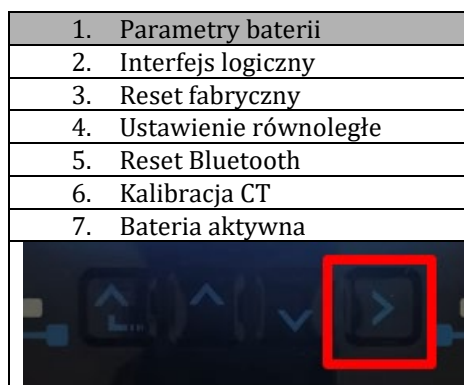 1. Parametry baterii
2. Interfejs logiczny
3. Reset fabryczny
4. Ustawienie równoległe
5. Reset Bluetooth
6. Kalibracja CT
7. Bateria aktywna